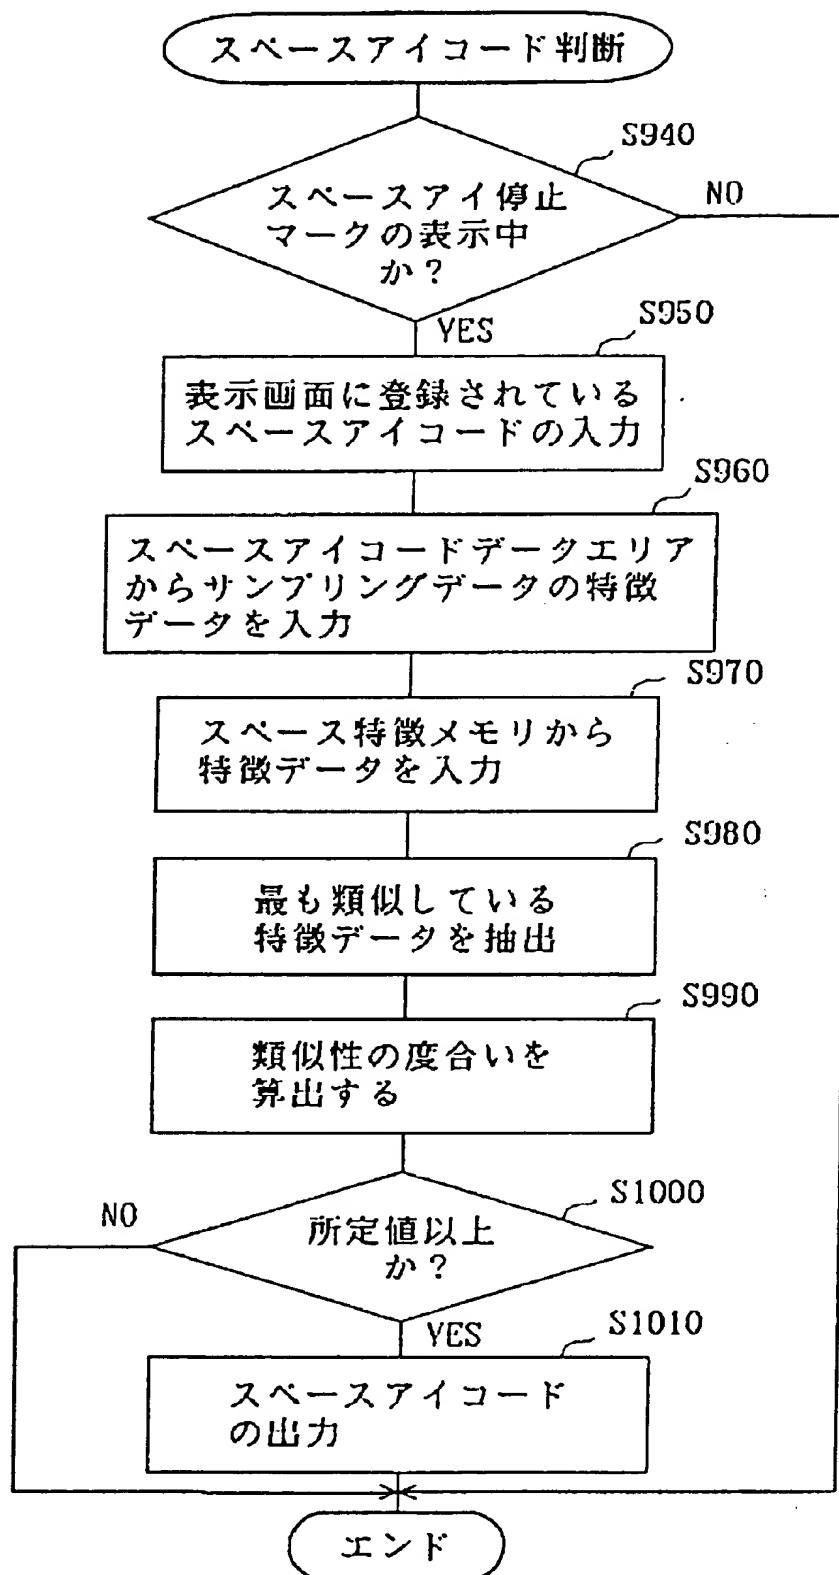 スペースアイコード判断
S940
スペースアイ停止
マークの表示中
か？
NO
YES
S950
表示画面に登録されている
スペースアイコードの入力
S960
スペースアイコードデータエリア
からサンプリングデータの特徴
データを入力
S970
スペース特徴メモリから
特徴データを入力
S980
最も類似している
特徴データを抽出
S990
類似性の度合いを
算出する
S1000
NO
所定値以上
か？
YES
S1010
スペースアイコード
の出力
エンド